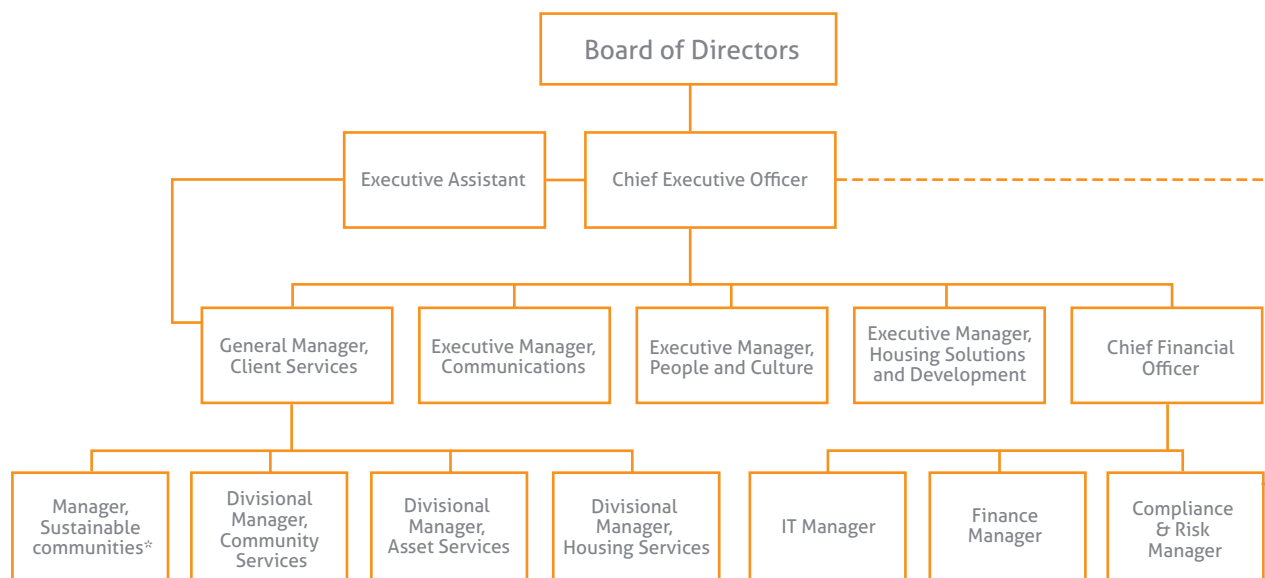 Board of Directors
Executive Assistant
Chief Executive Officer
General Manager,
Client Services
Executive Manager,
Communications
Executive Manager,
People and Culture
Executive Manager,
Housing Solutions
and Development
Chief Financial
Officer
Manager,
Sustainable
communities*
Divisional
Manager,
Community
Services
Divisional
Manager,
Asset Services
Divisional
Manager,
Housing Services
IT Manager
Finance
Manager
Compliance
& Risk
Manager